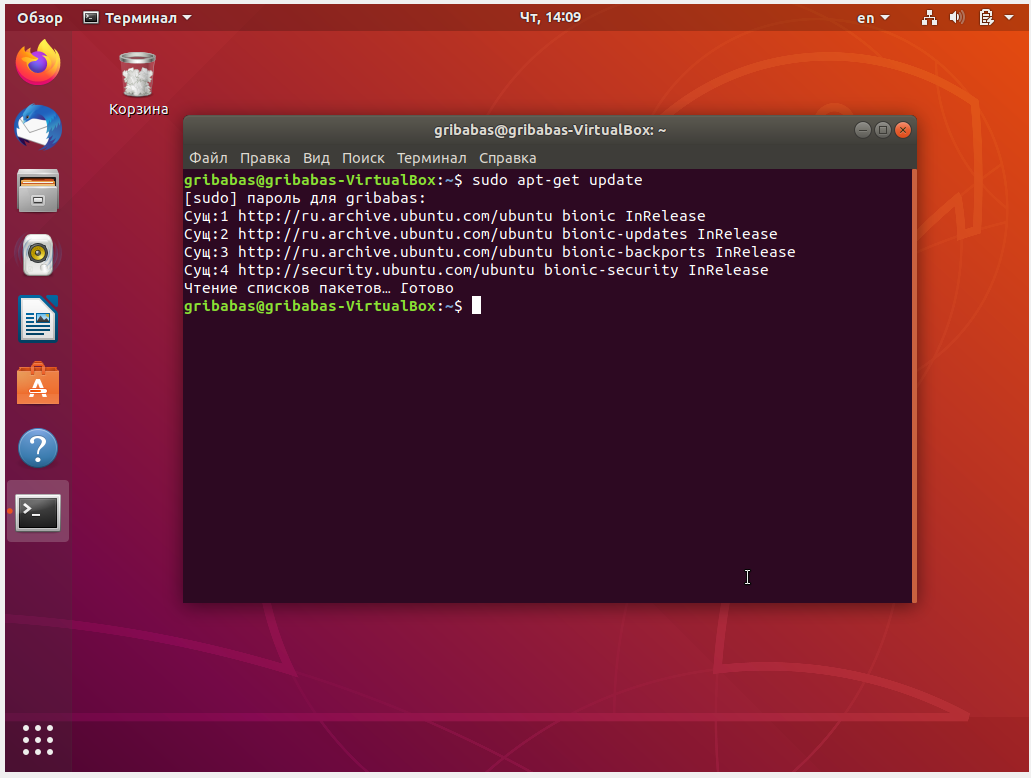 Обзор Терминал Чт, 14:09 en
Корзина
gribabas@gribabas-VirtualBox: ~
Файл Правка Вид Поиск Терминал Справка
gribabas@gribabas-VirtualBox:~$ sudo apt-get update
[sudo] пароль для gribabas:
Сущ:1 http://ru.archive.ubuntu.com/ubuntu bionic InRelease
Сущ:2 http://ru.archive.ubuntu.com/ubuntu bionic-updates InRelease
Сущ:3 http://ru.archive.ubuntu.com/ubuntu bionic-backports InRelease
Сущ:4 http://security.ubuntu.com/ubuntu bionic-security InRelease
Чтение списков пакетов… Готово
gribabas@gribabas-VirtualBox:~$